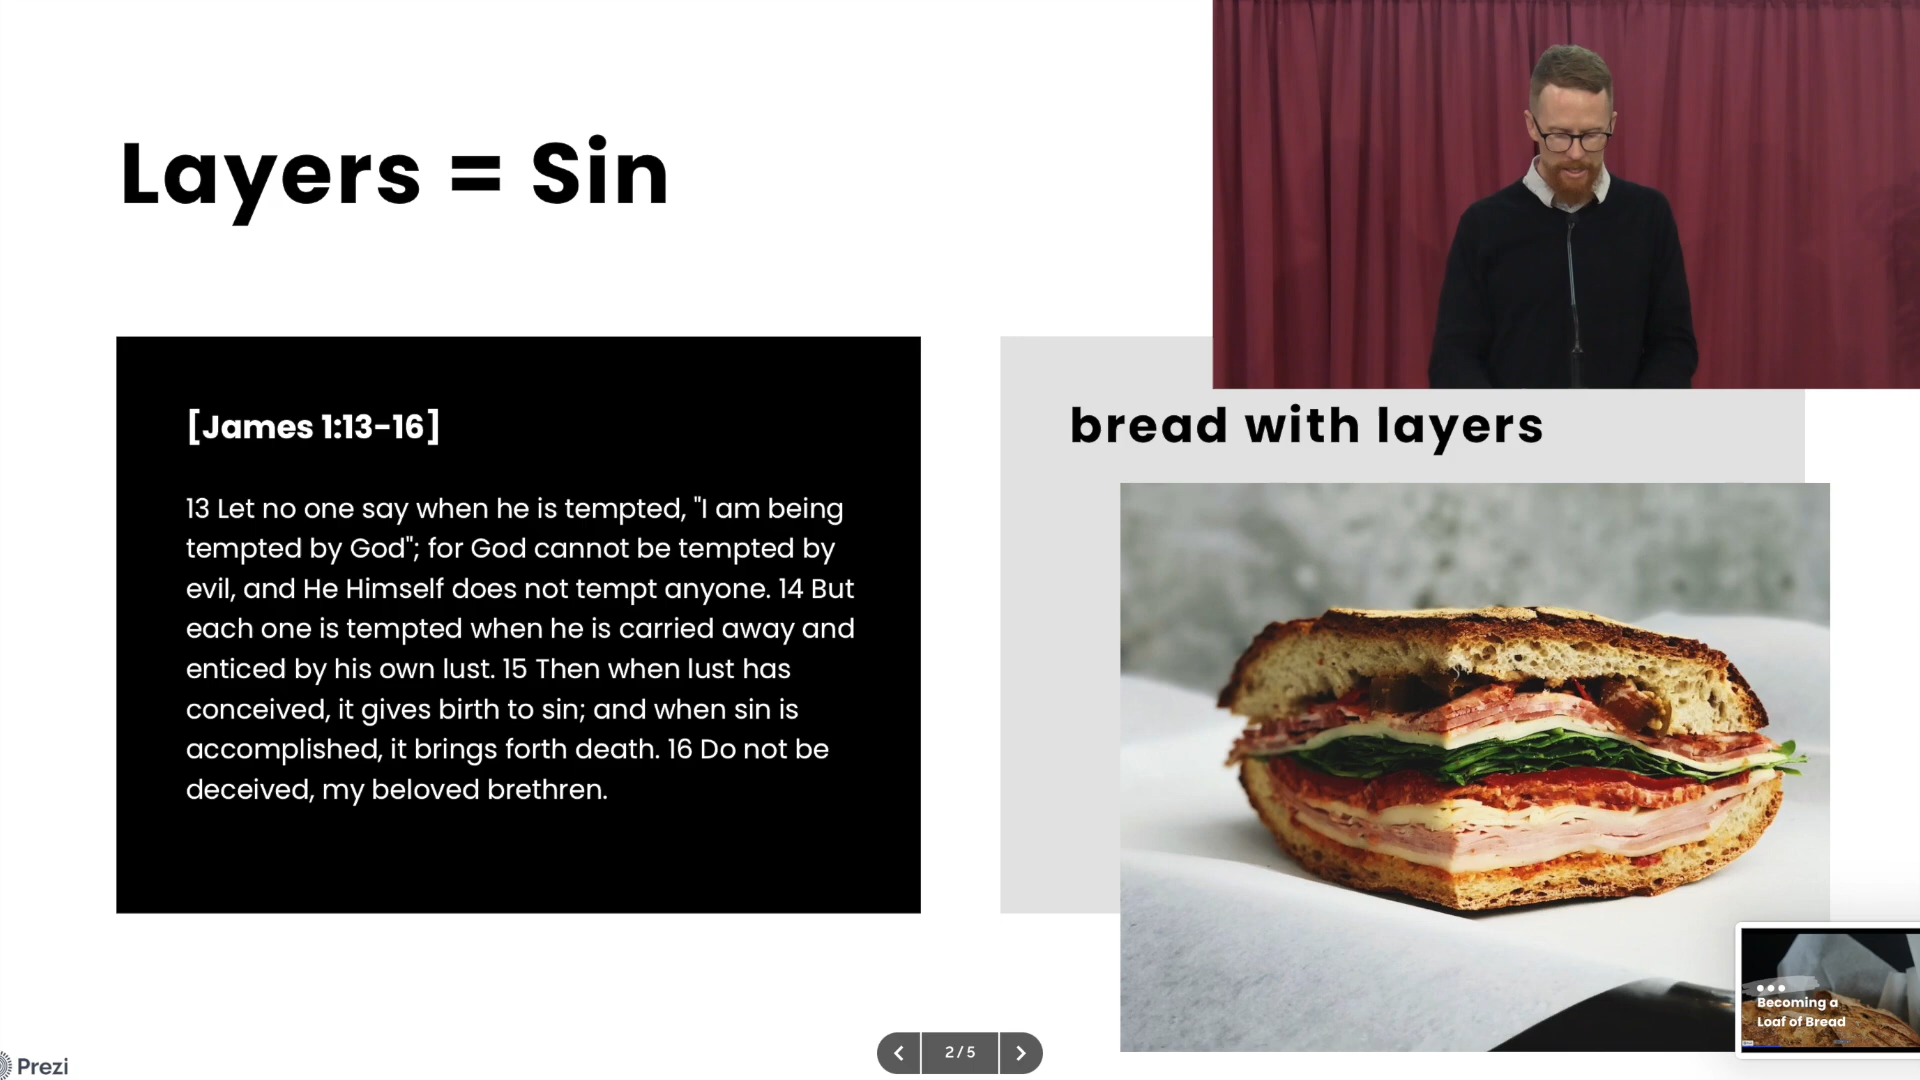 Layers = Sin
[James 1:13-16]
13 Let no one say when he is tempted, "I am being
tempted by God"; for God cannot be tempted by
evil, and He Himself does not tempt anyone. 14 But
each one is tempted when he is carried away and
enticed by his own lust. 15 Then when lust has
conceived, it gives birth to sin; and when sin is
accomplished, it brings forth death. 16 Do not be
deceived, my beloved brethren.
bread with layers
Becoming a
Loaf of Bread
2/5
Prezi